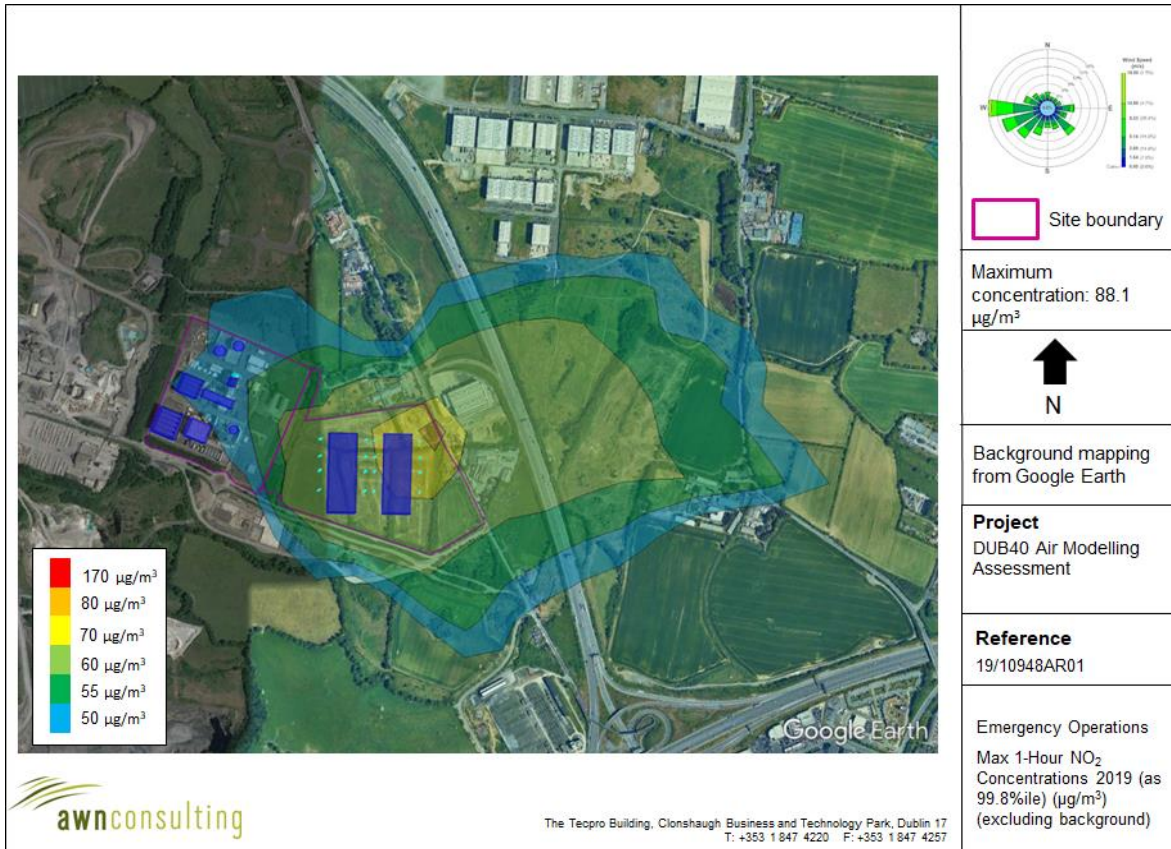 N
Wind Speed
(m/s)
W
E
S
Site boundary
Maximum
concentration: 88.1
µg/m³
N
Background mapping
from Google Earth
Project
DUB40 Air Modelling
Assessment
Reference
19/10948AR01
Emergency Operations
Max 1-Hour NO₂
Concentrations 2019 (as
99.8%ile) (µg/m³)
(excluding background)
170 µg/m³
80 µg/m³
70 µg/m³
60 µg/m³
55 µg/m³
50 µg/m³
Google Earth
awnconsulting
The Tecpro Building, Clonshaugh Business and Technology Park, Dublin 17
T: +353 1 847 4220 F: +353 1 847 4257